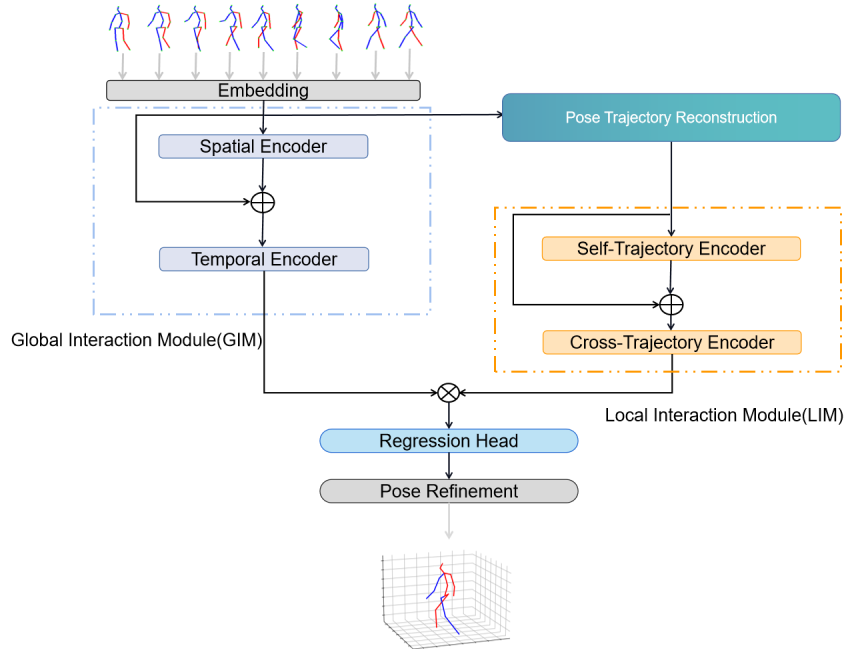 Embedding
Pose Trajectory Reconstruction
Spatial Encoder
Self-Trajectory Encoder
Temporal Encoder
Global Interaction Module(GIM)
Cross-Trajectory Encoder
Local Interaction Module(LIM)
Regression Head
Pose Refinement